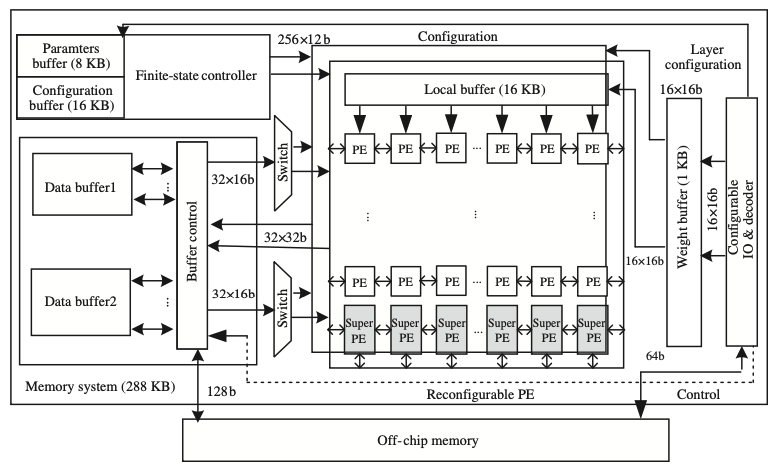 Paramters
buffer (8 KB)
Configuration
buffer (16 KB)
Finite-state controller
256×12b
Configuration
Layer
configuration
Local buffer (16 KB)
16×16b
PE PE PE ... PE PE PE
Switch
Data buffer1
...
32×16b
Buffer control
32×32b
... ... ...
Weight buffer (1 KB)
16×16b
Configurable
IO & decoder
16×16b
Data buffer2
...
32×16b
Switch
PE PE PE ... PE PE PE
Super
PE
Super
PE
Super
PE
...
Super
PE
Super
PE
Super
PE
64b
Memory system (288 KB)
128b
Reconfigurable PE
Control
Off-chip memory